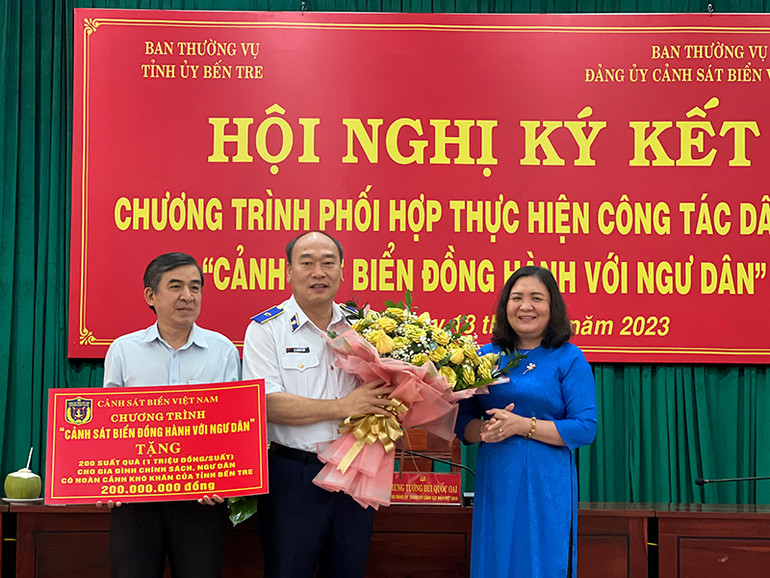 BAN THƯỜNG VỤ
TỈNH ỦY BẾN TRE
BAN THƯỜNG VỤ
ĐẢNG ỦY CẢNH SÁT BIỂN
HỘI NGHỊ KÝ KẾT
CHƯƠNG TRÌNH PHỐI HỢP THỰC HIỆN CÔNG TÁC DÂ
“CẢNH BIỂN ĐỒNG HÀNH VỚI NGƯ DÂN”
năm 2023
CẢNH SÁT BIỂN VIỆT NAM
CHƯƠNG TRÌNH
“CẢNH SÁT BIỂN ĐỒNG HÀNH VỚI NGƯ DÂN”
TẶNG
200 SUẤT QUÀ (1 TRIỆU ĐỒNG/SUẤT)
CHO GIA ĐÌNH CHÍNH SÁCH, NGƯ DÂN
CÓ HOÀN CẢNH KHÓ KHĂN CỦA TỈNH BẾN TRE
200.000.000 đồng
TƯỚNG BÙI QUỐC OAI